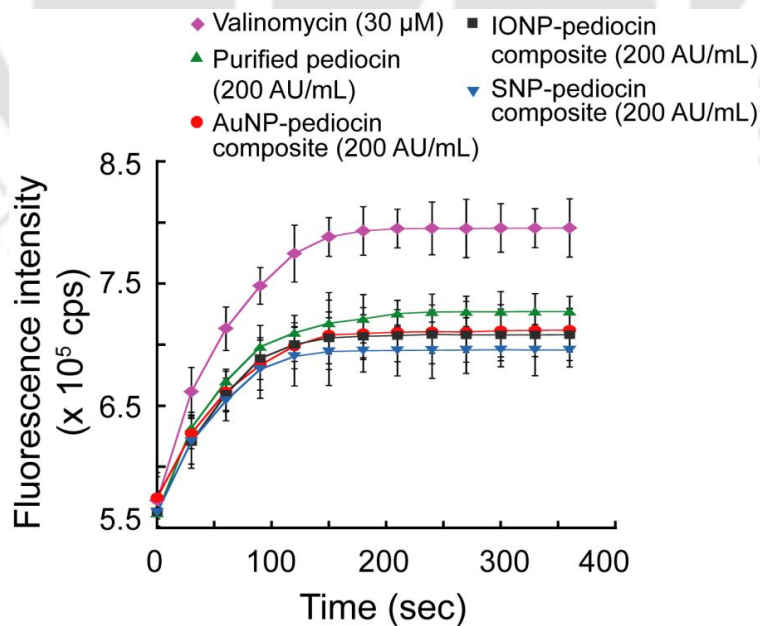 Valinomycin (30 µM)
Purified pediocin
(200 AU/mL)
AuNP-pediocin
composite (200 AU/mL)
IONP-pediocin
composite (200 AU/mL)
SNP-pediocin
composite (200 AU/mL)
Fluorescence intensity
(x 10⁵ cps)
8.5
7.5
6.5
5.5
0 100 200 300 400
Time (sec)